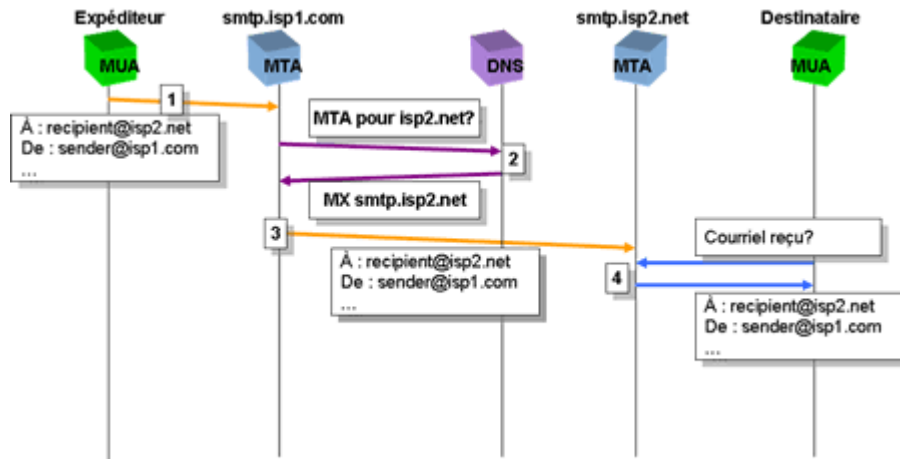 Expéditeur
smtp.isp1.com
smtp.isp2.net
Destinataire
MUA
MTA
DNS
MTA
MUA
1
À : recipient@isp2.net
De : sender@isp1.com
...
MTA pour isp2.net?
2
MX smtp.isp2.net
3
À : recipient@isp2.net
De : sender@isp1.com
...
Courriel reçu?
4
À : recipient@isp2.net
De : sender@isp1.com
...